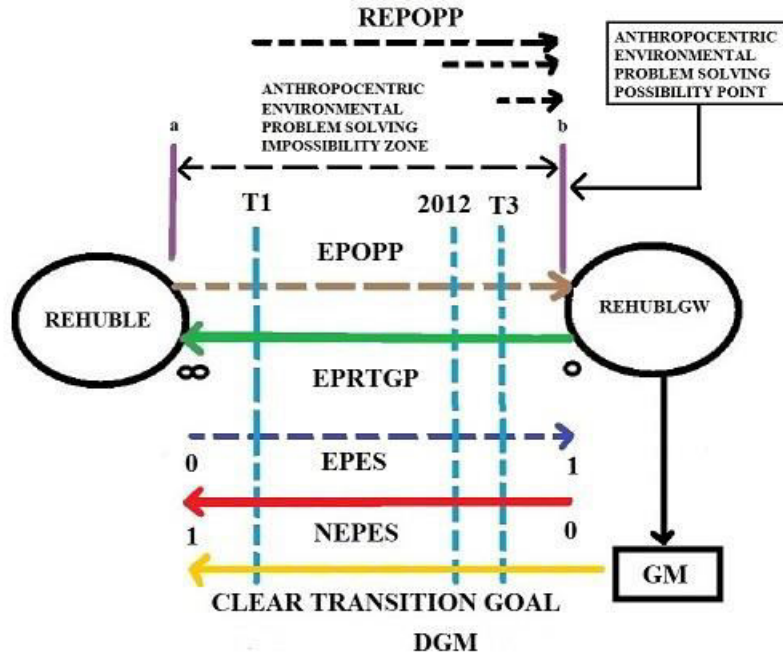 REPOPP
ANTHROPOCENTRIC
ENVIRONMENTAL
PROBLEM SOLVING
POSSIBILITY POINT
ANTHROPOCENTRIC
ENVIRONMENTAL
PROBLEM SOLVING
IMPOSSIBILITY ZONE
a
b
T1
2012
T3
EPOPP
REHUBLE
REHUBLGW
∞
0
EPRTGP
0
EPES
1
1
NEPES
0
GM
CLEAR TRANSITION GOAL
DGM